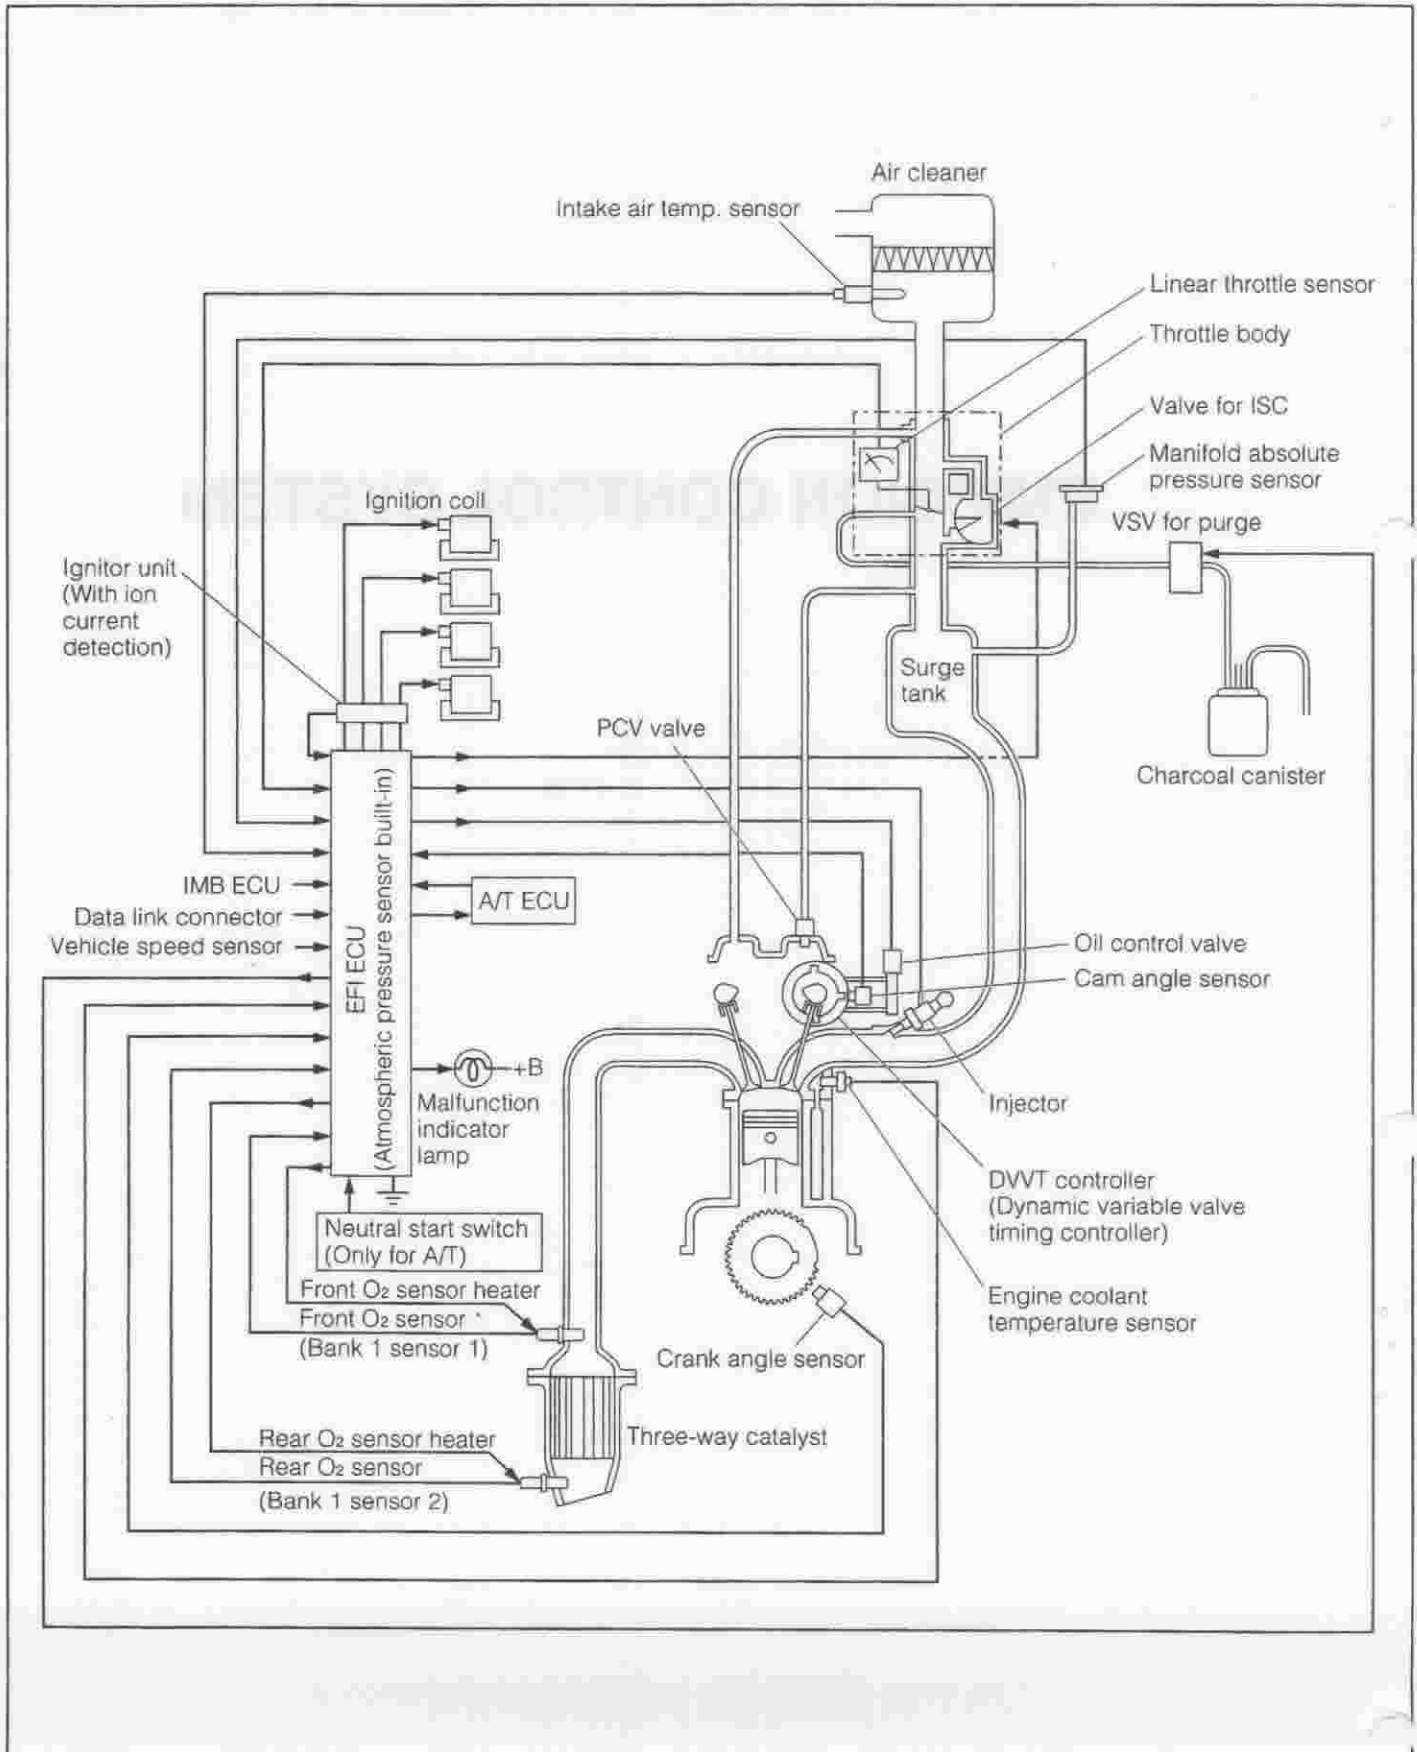 Air cleaner
Intake air temp. sensor
Linear throttle sensor
Throttle body
Valve for ISC
Manifold absolute
pressure sensor
VSV for purge
Ignition coil
Ignitor unit
(With ion
current
detection)
Surge
tank
PCV valve
Charcoal canister
EFI ECU
(Atmospheric pressure sensor built-in)
IMB ECU
Data link connector
Vehicle speed sensor
A/T ECU
Oil control valve
Cam angle sensor
+B
Malfunction
indicator
lamp
Injector
DVVT controller
(Dynamic variable valve
timing controller)
Neutral start switch
(Only for A/T)
Front O2 sensor heater
Front O2 sensor
(Bank 1 sensor 1)
Engine coolant
temperature sensor
Crank angle sensor
Three-way catalyst
Rear O2 sensor heater
Rear O2 sensor
(Bank 1 sensor 2)